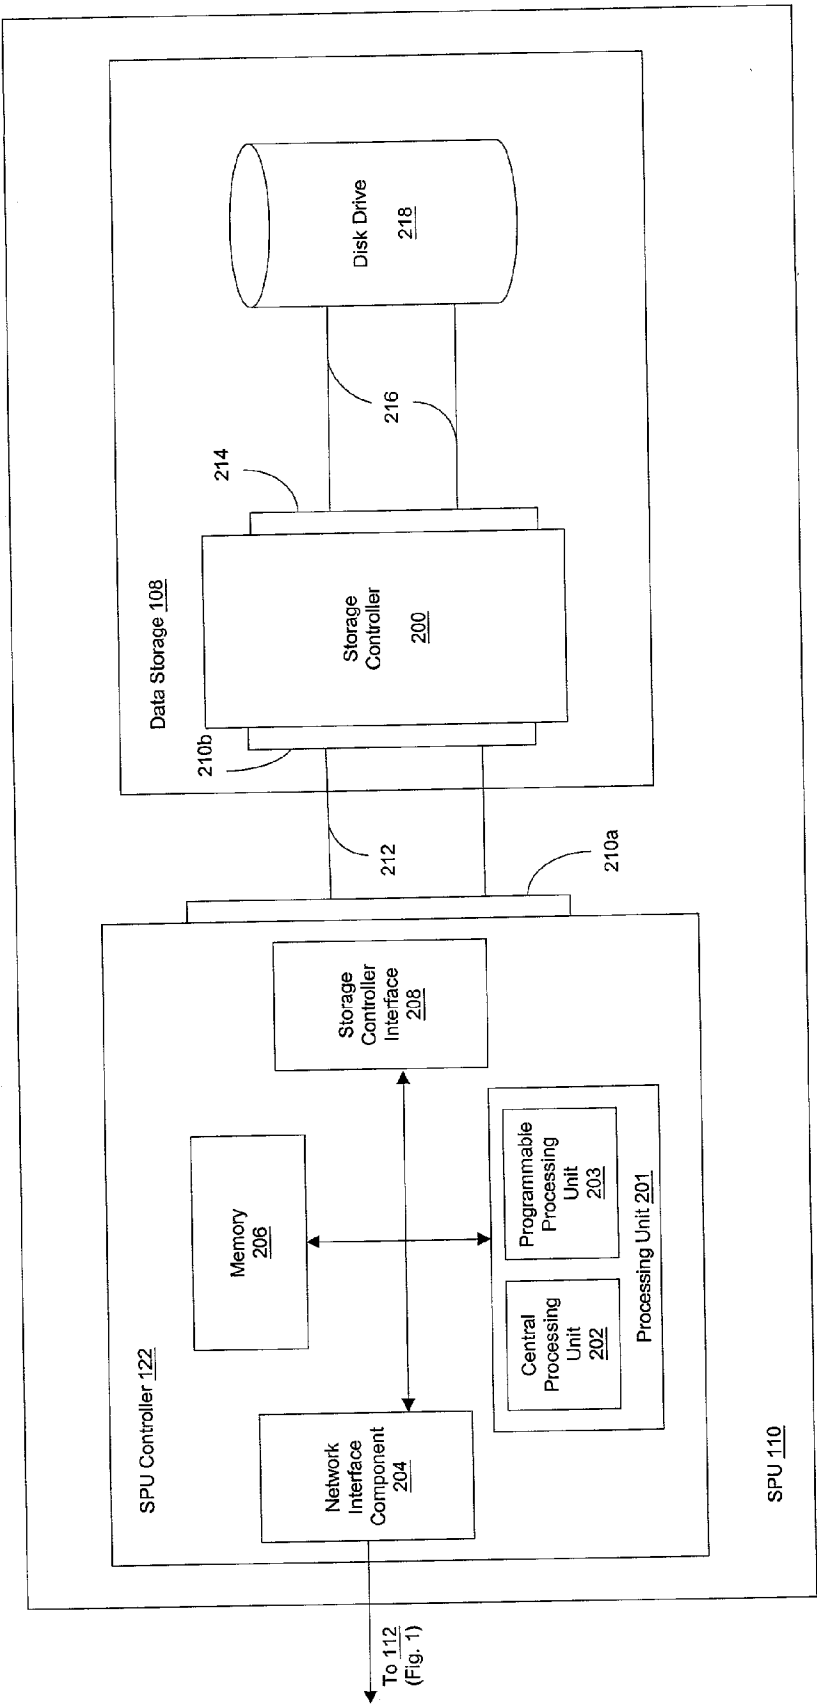 SPU 110
SPU Controller 122
Data Storage 108
To 112
(Fig. 1)
Network
Interface
Component
204
Memory
206
Storage
Controller
Interface
208
Central
Processing
Unit
202
Programmable
Processing
Unit
203
Processing Unit 201
210a
212
210b
Storage
Controller
200
214
216
Disk Drive
218